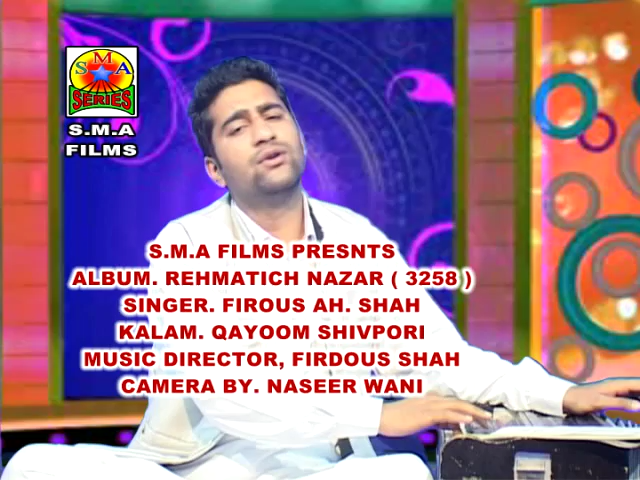 S M A
SERIES
S.M.A
FILMS
S.M.A FILMS PRESNTS
ALBUM. REHMATICH NAZAR ( 3258 )
SINGER. FIROUS AH. SHAH
KALAM. QAYOOM SHIVPORI
MUSIC DIRECTOR, FIRDOUS SHAH
CAMERA BY. NASEER WANI